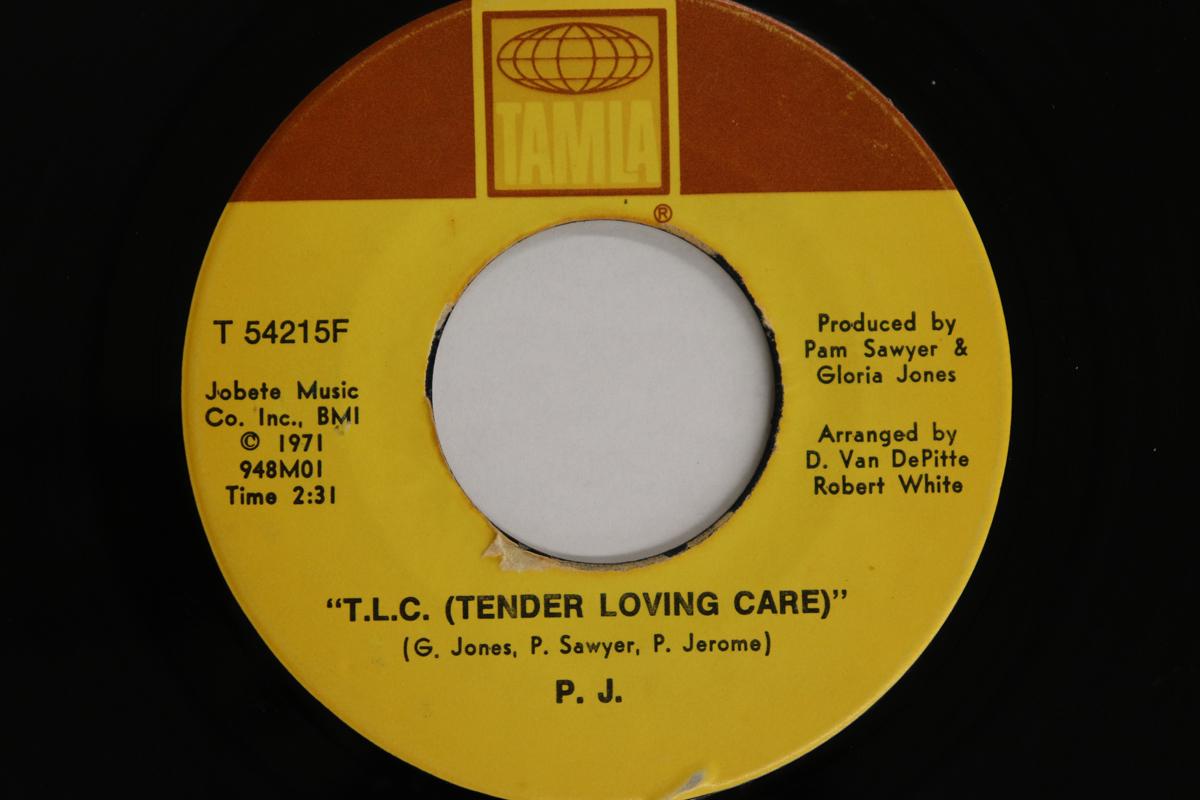 TAMLA
®
T 54215F
Jobete Music
Co. Inc., BMI
© 1971
948M01
Time 2:31
Produced by
Pam Sawyer &
Gloria Jones
Arranged by
D. Van DePitte
Robert White
“T.L.C. (TENDER LOVING CARE)”
(G. Jones, P. Sawyer, P. Jerome)
P. J.